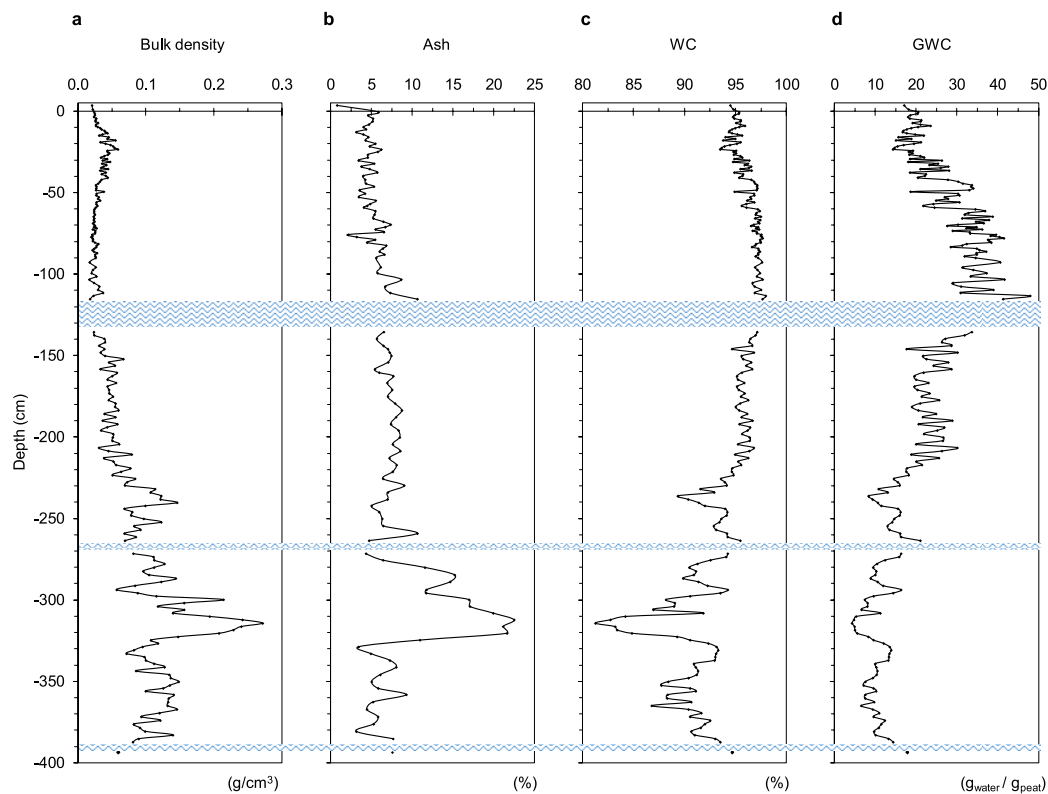 a b c d
Bulk density Ash WC GWC
0.0 0.1 0.2 0.3 0 5 10 15 20 25 80 85 90 95 100 0 10 20 30 40 50
0
-50
-100
-150
-200
-250
-300
-350
-400
Depth (cm)
(g/cm³) (%) (%) (g_water / g_peat)